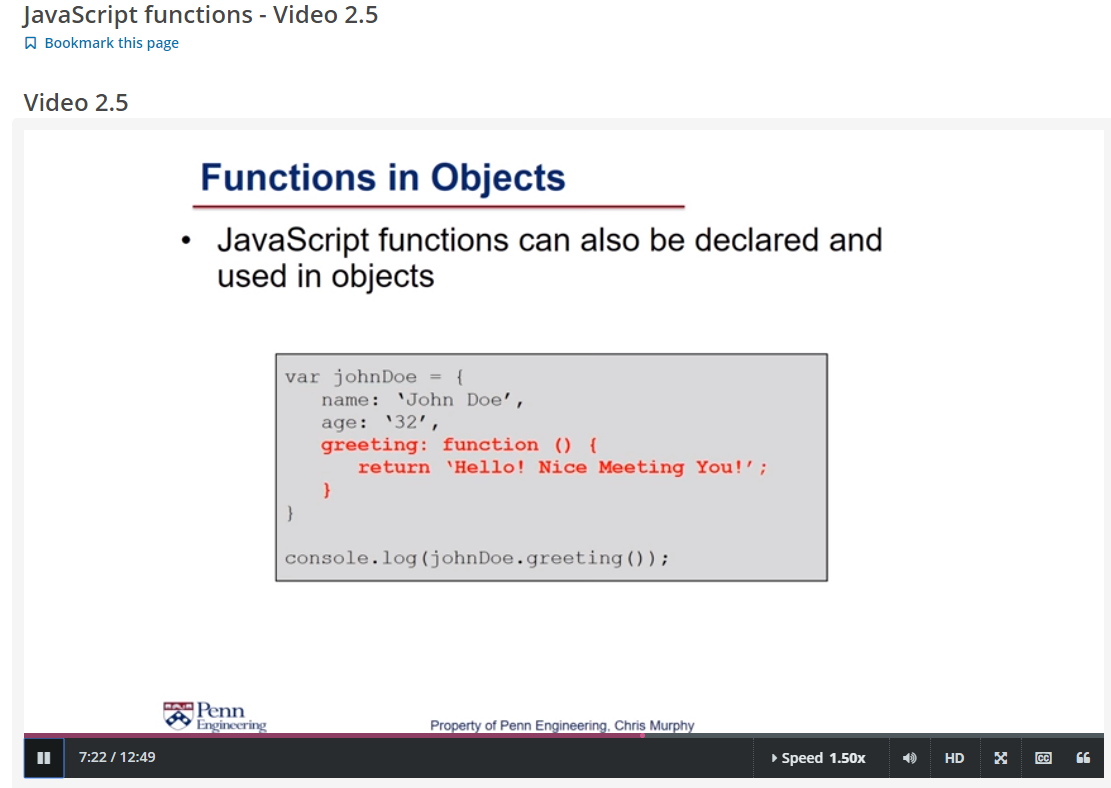 JavaScript functions - Video 2.5
Bookmark this page
Video 2.5
Functions in Objects
• JavaScript functions can also be declared and
used in objects
var johnDoe = {
name: ‘John Doe’,
age: ‘32’,
greeting: function () {
return ‘Hello! Nice Meeting You!’;
}
}
console.log(johnDoe.greeting());
Penn
Engineering
Property of Penn Engineering, Chris Murphy
7:22 / 12:49
Speed 1.50x
HD
CC